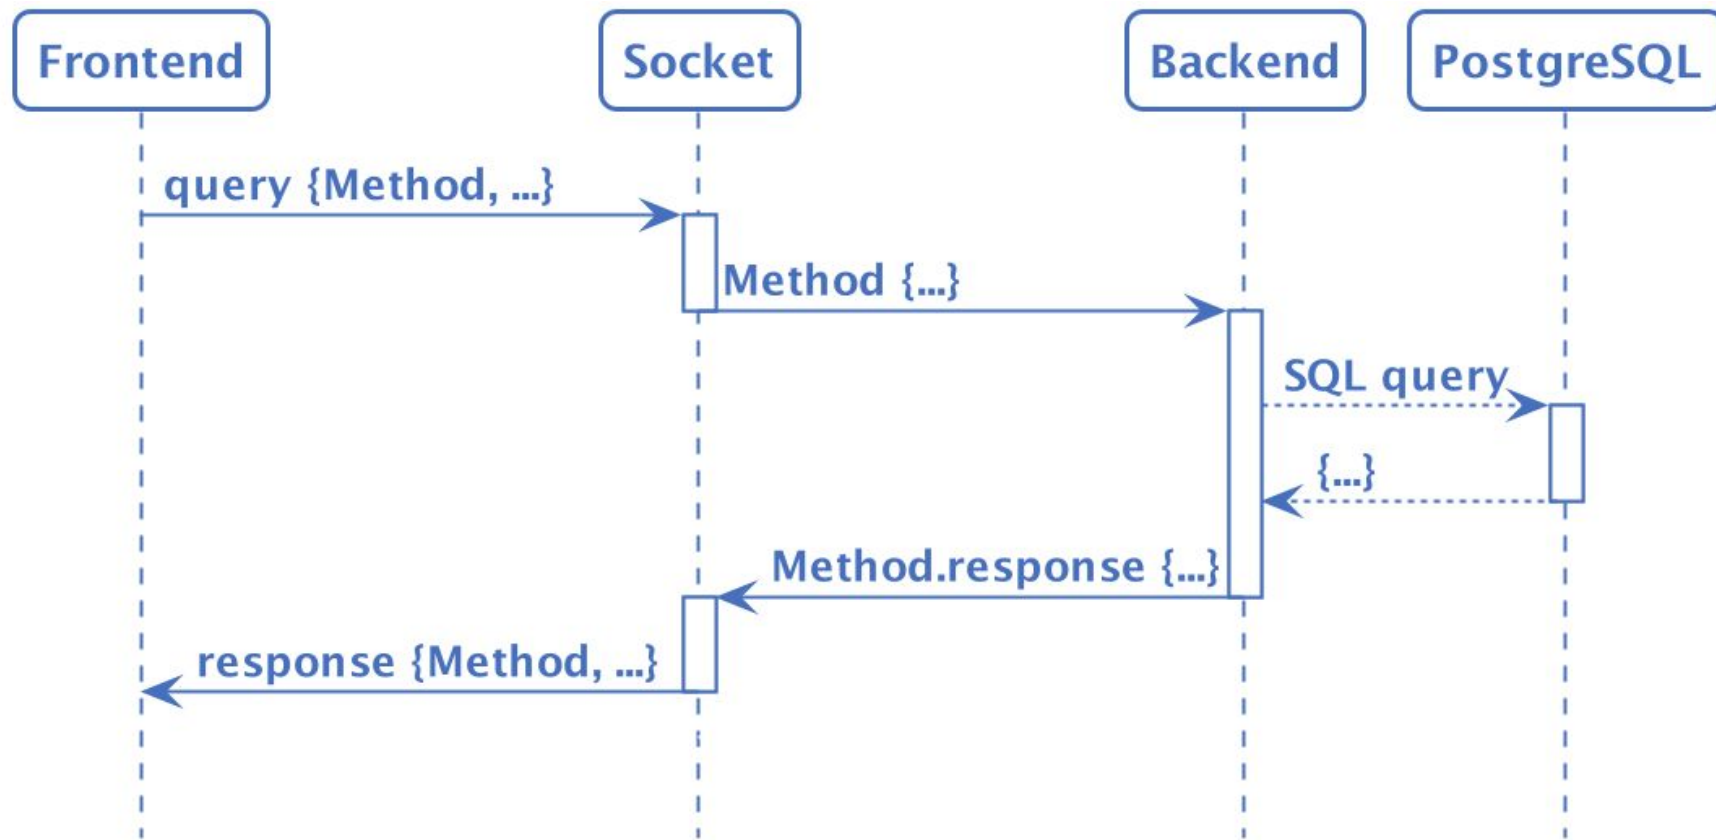 Frontend
Socket
Backend
PostgreSQL
query {Method, ...}
Method {...}
SQL query
{...}
Method.response {...}
response {Method, ...}